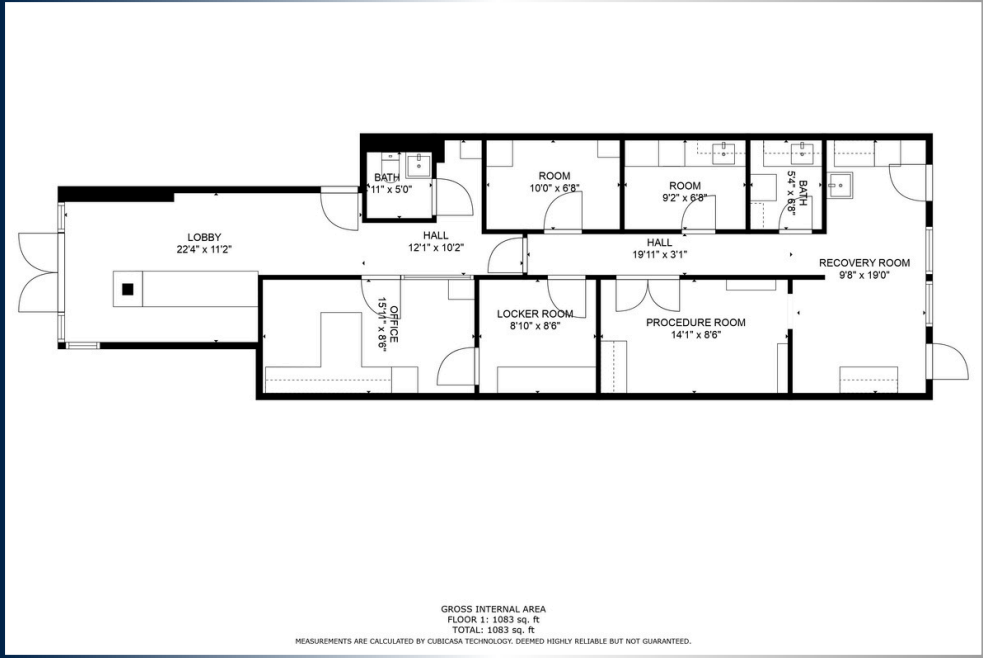 BATH
11" x 5'0"
ROOM
10'0" x 6'8"
ROOM
9'2" x 6'8"
BATH
5'4" x 6'8"
LOBBY
22'4" x 11'2"
HALL
12'1" x 10'2"
HALL
19'11" x 3'1"
RECOVERY ROOM
9'8" x 19'0"
OFFICE
15'11" x 8'6"
LOCKER ROOM
8'10" x 8'6"
PROCEDURE ROOM
14'1" x 8'6"
GROSS INTERNAL AREA
FLOOR 1: 1083 sq. ft
TOTAL: 1083 sq. ft
MEASUREMENTS ARE CALCULATED BY CUBICASA TECHNOLOGY. DEEMED HIGHLY RELIABLE BUT NOT GUARANTEED.